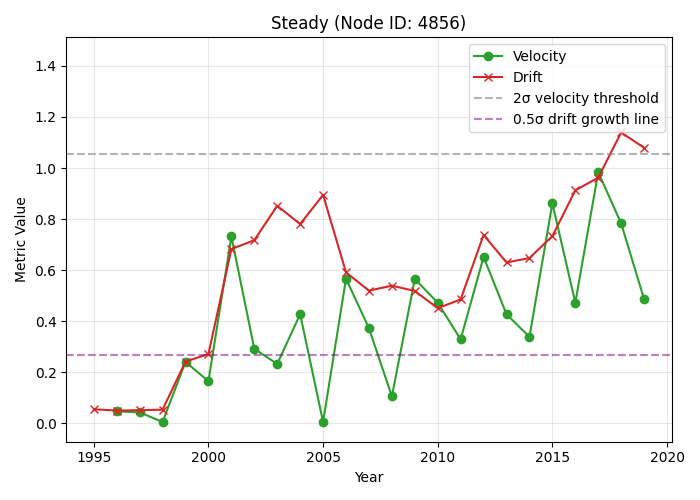 Steady (Node ID: 4856)
Velocity
Drift
2σ velocity threshold
0.5σ drift growth line
Metric Value
1.4
1.2
1.0
0.8
0.6
0.4
0.2
0.0
1995 2000 2005 2010 2015 2020
Year